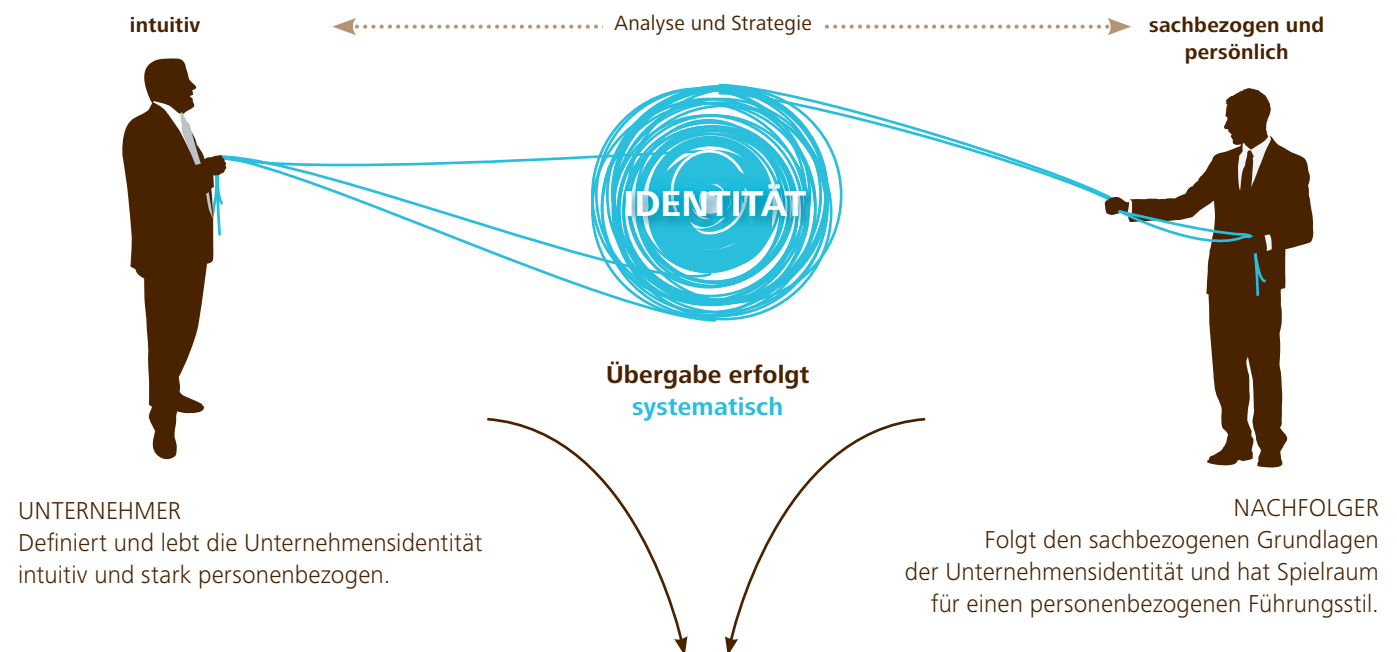 intuitiv
Analyse und Strategie
sachbezogen und
persönlich
IDENTITÄT
Übergabe erfolgt
systematisch
UNTERNEHMER
Definiert und lebt die Unternehmensidentität
intuitiv und stark personenbezogen.
NACHFOLGER
Folgt den sachbezogenen Grundlagen
der Unternehmensidentität und hat Spielraum
für einen personenbezogenen Führungsstil.